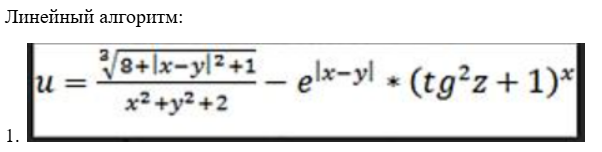 Линейный алгоритм:
1. u = ∛(8+|x−y|²+1) / (x²+y²+2) − e^|x−y| * (tg²z + 1)ˣ